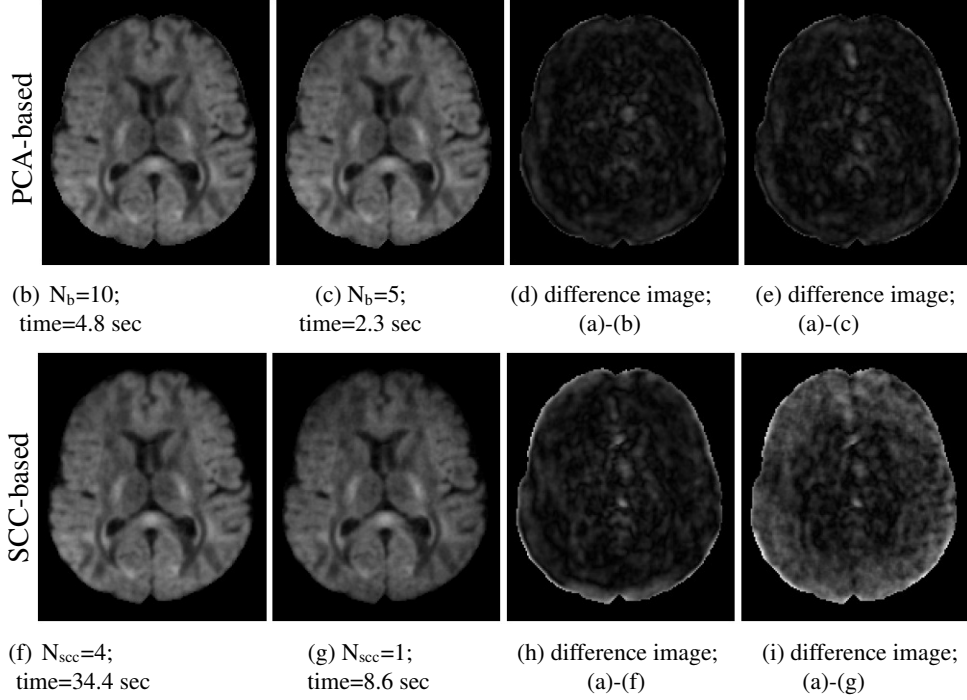 PCA-based
(b) N_b=10;
time=4.8 sec
(c) N_b=5;
time=2.3 sec
(d) difference image;
(a)-(b)
(e) difference image;
(a)-(c)
SCC-based
(f) N_scc=4;
time=34.4 sec
(g) N_scc=1;
time=8.6 sec
(h) difference image;
(a)-(f)
(i) difference image;
(a)-(g)